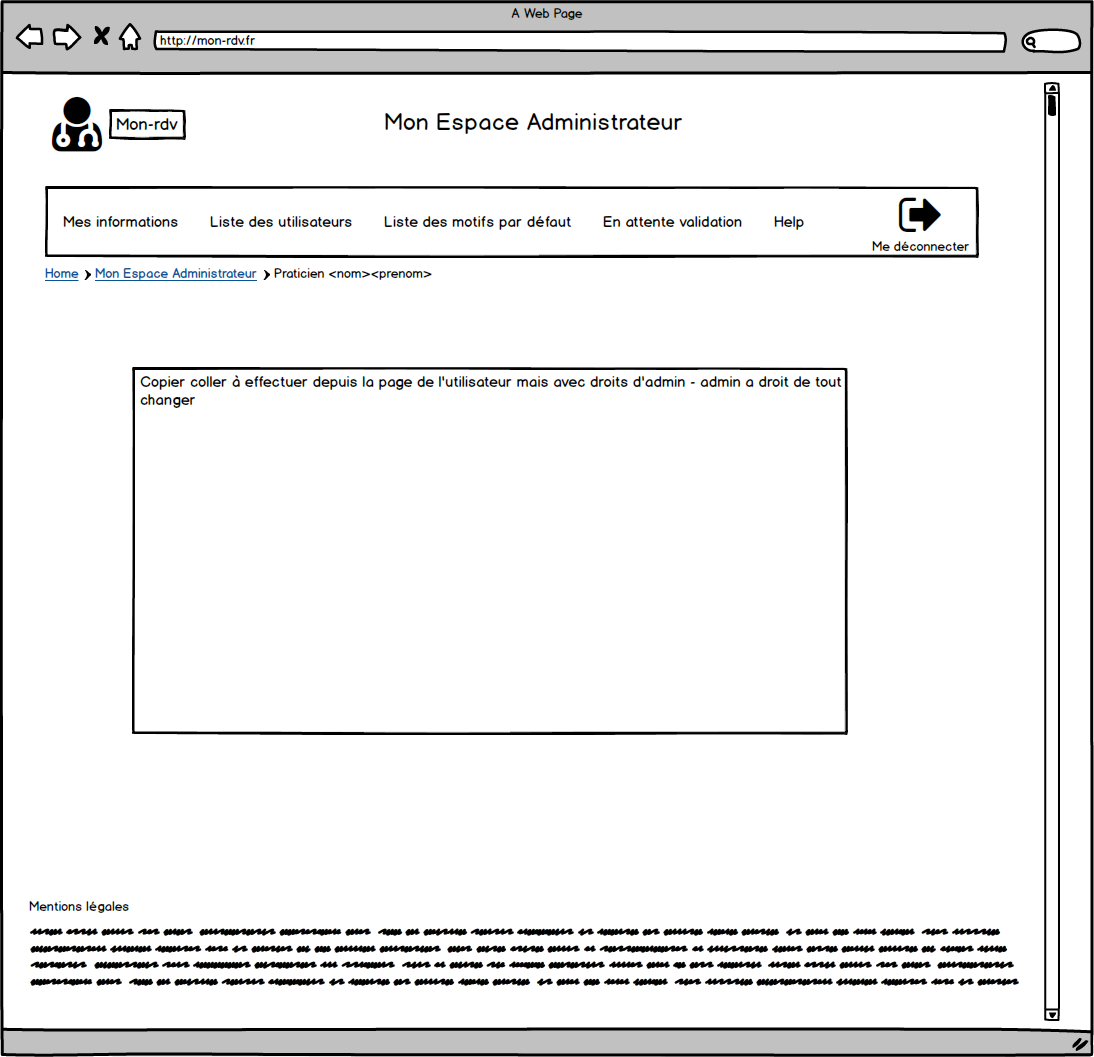 A Web Page
http://mon-rdv.fr
Mon-rdv
Mon Espace Administrateur
Mes informations
Liste des utilisateurs
Liste des motifs par défaut
En attente validation
Help
Me déconnecter
Home
Mon Espace Administrateur
Praticien <nom><prenom>
Copier coller à effectuer depuis la page de l'utilisateur mais avec droits d'admin - admin a droit de tout
changer
Mentions légales